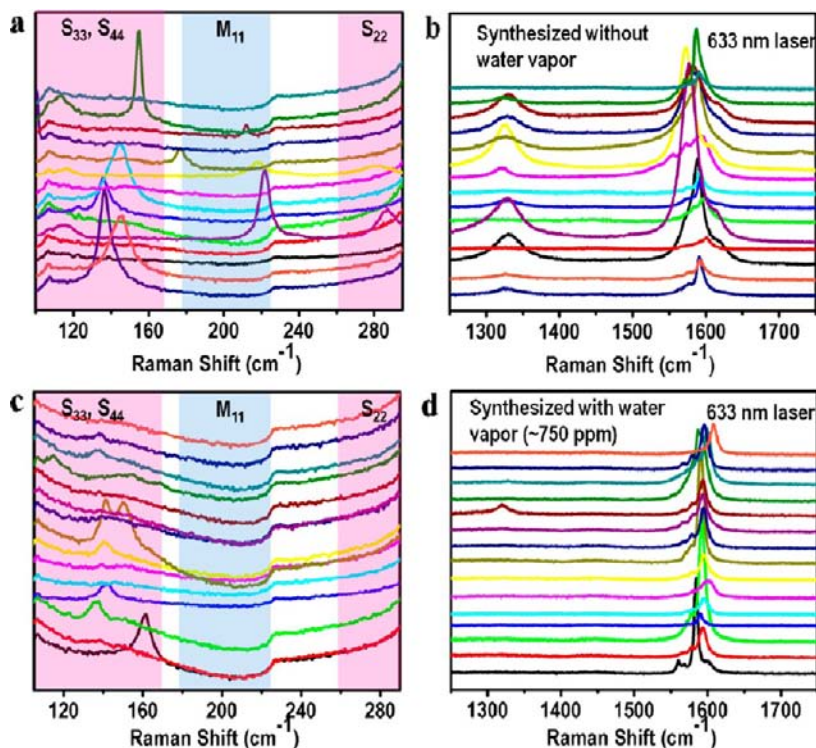 a
S33, S44
M11
S22
120
160
200
240
280
Raman Shift (cm-1)
b
Synthesized without
water vapor
633 nm laser
1300
1400
1500
1600
1700
Raman Shift (cm-1)
c
S33, S44
M11
S22
120
160
200
240
280
Raman Shift (cm-1)
d
Synthesized with water
vapor (~750 ppm)
633 nm laser
1300
1400
1500
1600
1700
Raman Shift (cm-1)